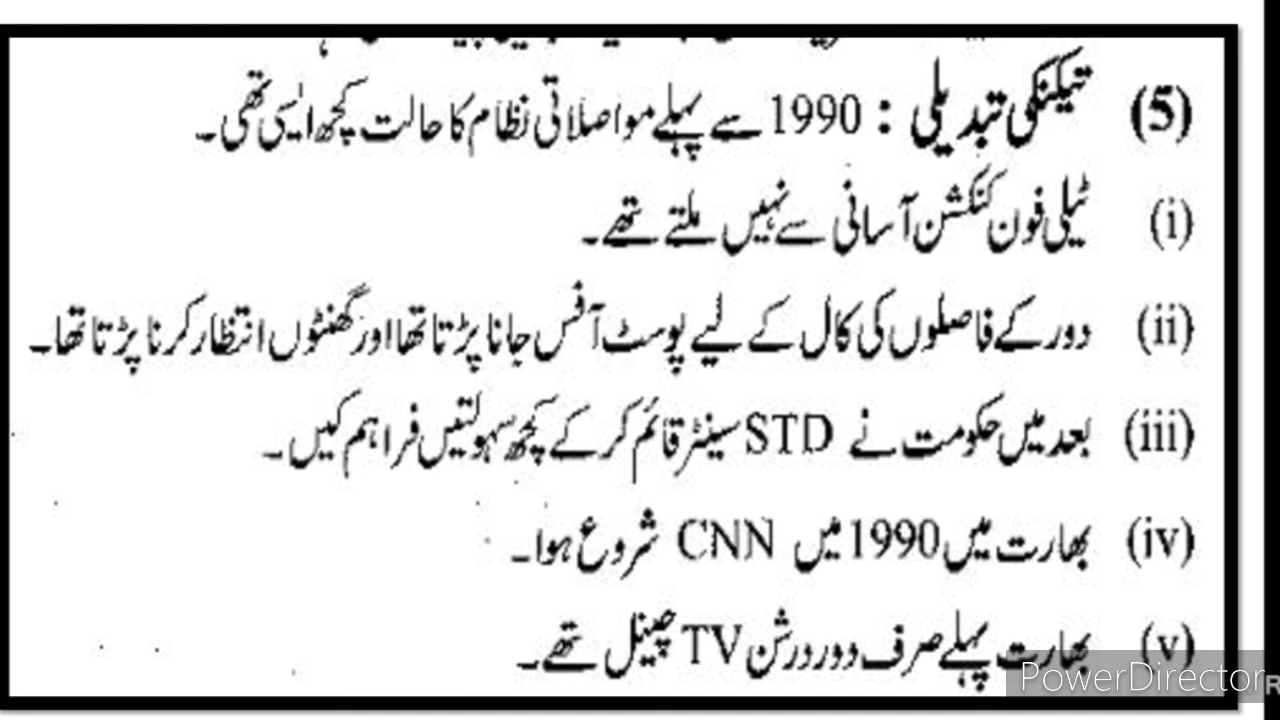 (5) تیکنکی تبدیلی : 1990 سے پہلے مواصلاتی نظام کا حالت کچھ ایسی تھی۔
(i) ٹیلی فون کنکشن آسانی سے نہیں ملتے تھے۔
(ii) دور کے فاصلوں کی کال کے لیے پوسٹ آفس جانا پڑتا تھا اور گھنٹوں انتظار کرنا پڑتا تھا۔
(iii) بعد میں حکومت نے STD سینٹر قائم کر کے کچھ سہولتیں فراہم کیں۔
(iv) بھارت میں 1990 میں CNN شروع ہوا۔
(v) بھارت پہلے صرف دوردرشن TV چینل تھے۔
PowerDirector